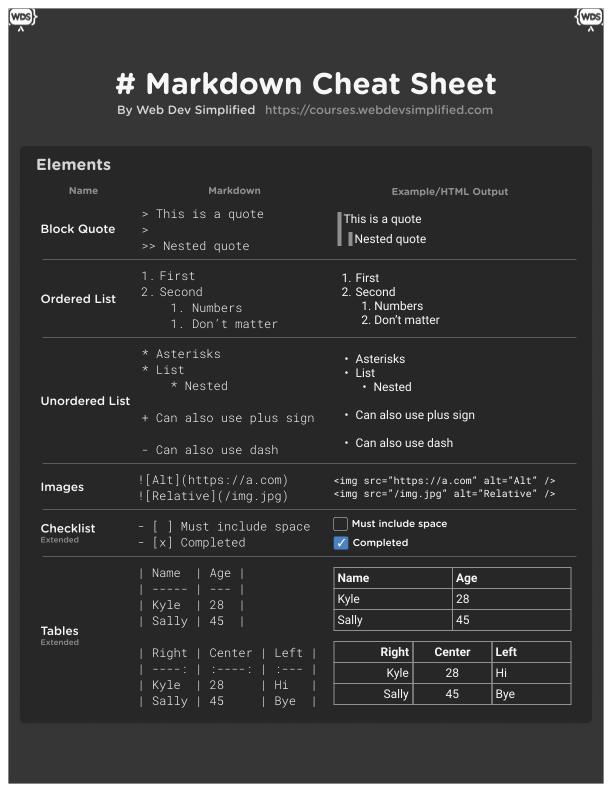 WDS
WDS
# Markdown Cheat Sheet
By Web Dev Simplified https://courses.webdevsimplified.com
Elements
Name Markdown Example/HTML Output
Block Quote
> This is a quote
>
>> Nested quote
This is a quote
Nested quote
Ordered List
1. First
2. Second
1. Numbers
1. Don't matter
1. First
2. Second
1. Numbers
2. Don't matter
Unordered List
* Asterisks
* List
* Nested
+ Can also use plus sign
- Can also use dash
• Asterisks
• List
• Nested
• Can also use plus sign
• Can also use dash
Images
![Alt](https://a.com)
![Relative](/img.jpg)
<img src="https://a.com" alt="Alt" />
<img src="/img.jpg" alt="Relative" />
Checklist
Extended
- [ ] Must include space
- [x] Completed
Must include space
Completed
Tables
Extended
| Name | Age |
| ----- | --- |
| Kyle | 28 |
| Sally | 45 |
Name Age
Kyle 28
Sally 45
| Right | Center | Left |
| ----: | :----: | :--- |
| Kyle | 28 | Hi |
| Sally | 45 | Bye |
Right Center Left
Kyle 28 Hi
Sally 45 Bye